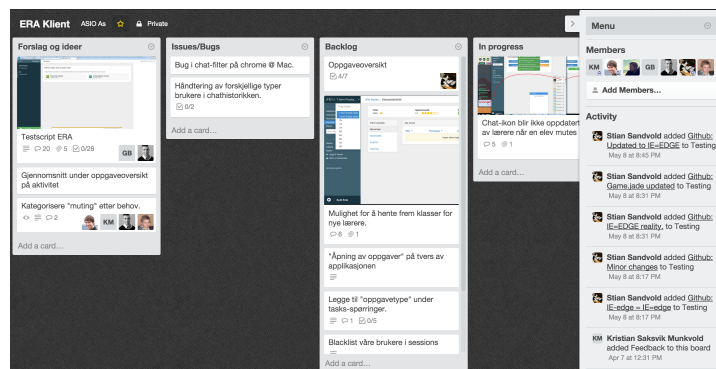 ERA Klient ASIO As Private
Forslag og ideer
Testscript ERA
20 5 0/28
GB
Gjennomsnitt under oppgaveoversikt
på aktivitet
Kategorisere "muting" etter behov.
2
KM
Add a card…
Issues/Bugs
Bug i chat-filter på chrome @ Mac.
Håndtering av forskjellige typer
brukere i chathistorikken.
0/2
Add a card…
Backlog
Oppgaveoversikt
4/7
Mulighet for å hente frem klasser for
nye lærere.
6 1
"Åpning av oppgaver" på tvers av
applikasjonen
Legge til "oppgavetype" under
tasks-spørringer.
1 0/5
Blacklist våre brukere i sessions
Add a card…
In progress
Chat-ikon blir ikke oppdatert
av lærere når en elev mutes
5 1
Add a card…
Menu
Members
KM GB
Add Members…
Activity
Stian Sandvold added Github:
Updated to IE=EDGE to Testing
May 8 at 8:45 PM
Stian Sandvold added Github:
Game.jade updated to Testing
May 8 at 8:31 PM
Stian Sandvold added Github:
IE=EDGE reality. to Testing
May 8 at 8:31 PM
Stian Sandvold added Github:
Minor changes to Testing
May 8 at 8:17 PM
Stian Sandvold added Github:
IE-edge = IE=edge to Testing
May 8 at 8:17 PM
KM Kristian Saksvik Munkvold
added Feedback to this board
Apr 7 at 12:31 PM